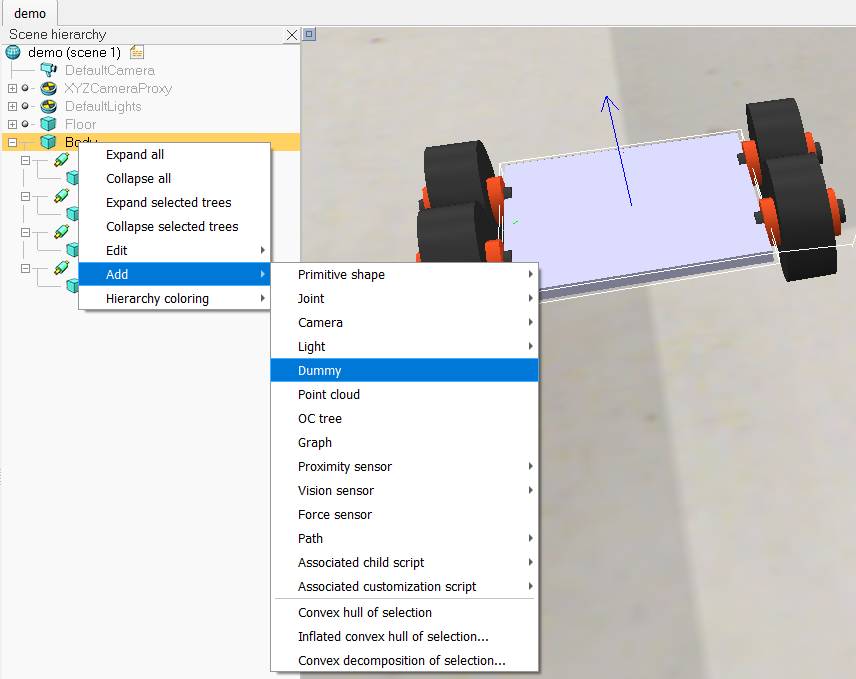 demo
Scene hierarchy
demo (scene 1)
DefaultCamera
XYZCameraProxy
DefaultLights
Floor
Body
Expand all
Collapse all
Expand selected trees
Collapse selected trees
Edit
Add
Hierarchy coloring
Primitive shape
Joint
Camera
Light
Dummy
Point cloud
OC tree
Graph
Proximity sensor
Vision sensor
Force sensor
Path
Associated child script
Associated customization script
Convex hull of selection
Inflated convex hull of selection...
Convex decomposition of selection...